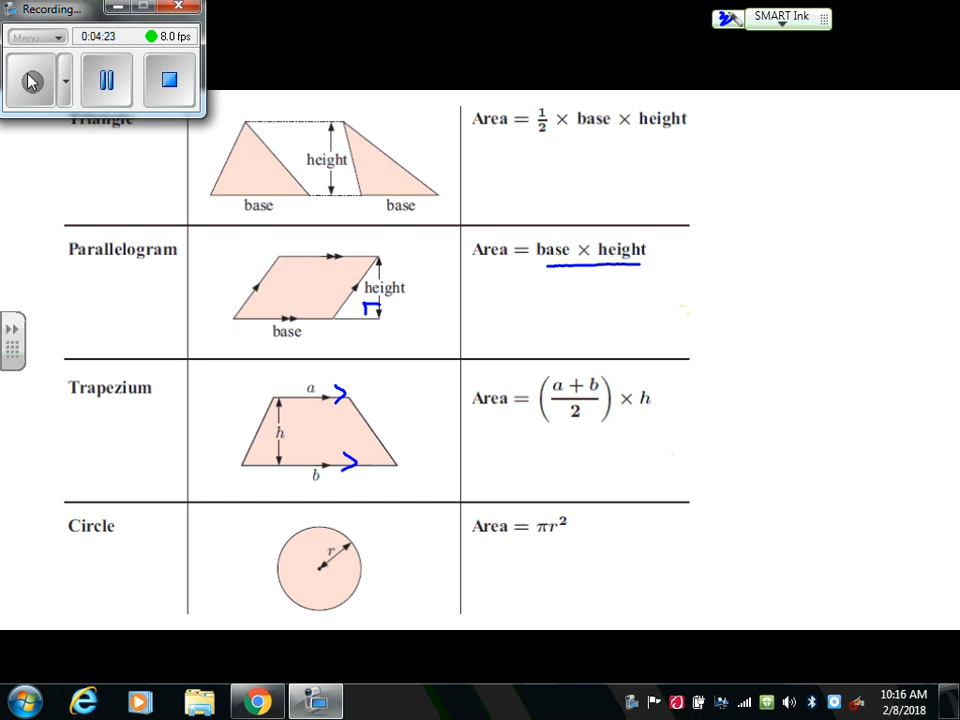 Recording...
Menu
0:04:23
8.0 fps
SMART Ink
Triangle
height
base
base
Area = 1/2 × base × height
Parallelogram
height
base
Area = base × height
Trapezium
a
h
b
Area = (a + b / 2) × h
Circle
r
Area = πr²
10:16 AM
2/8/2018